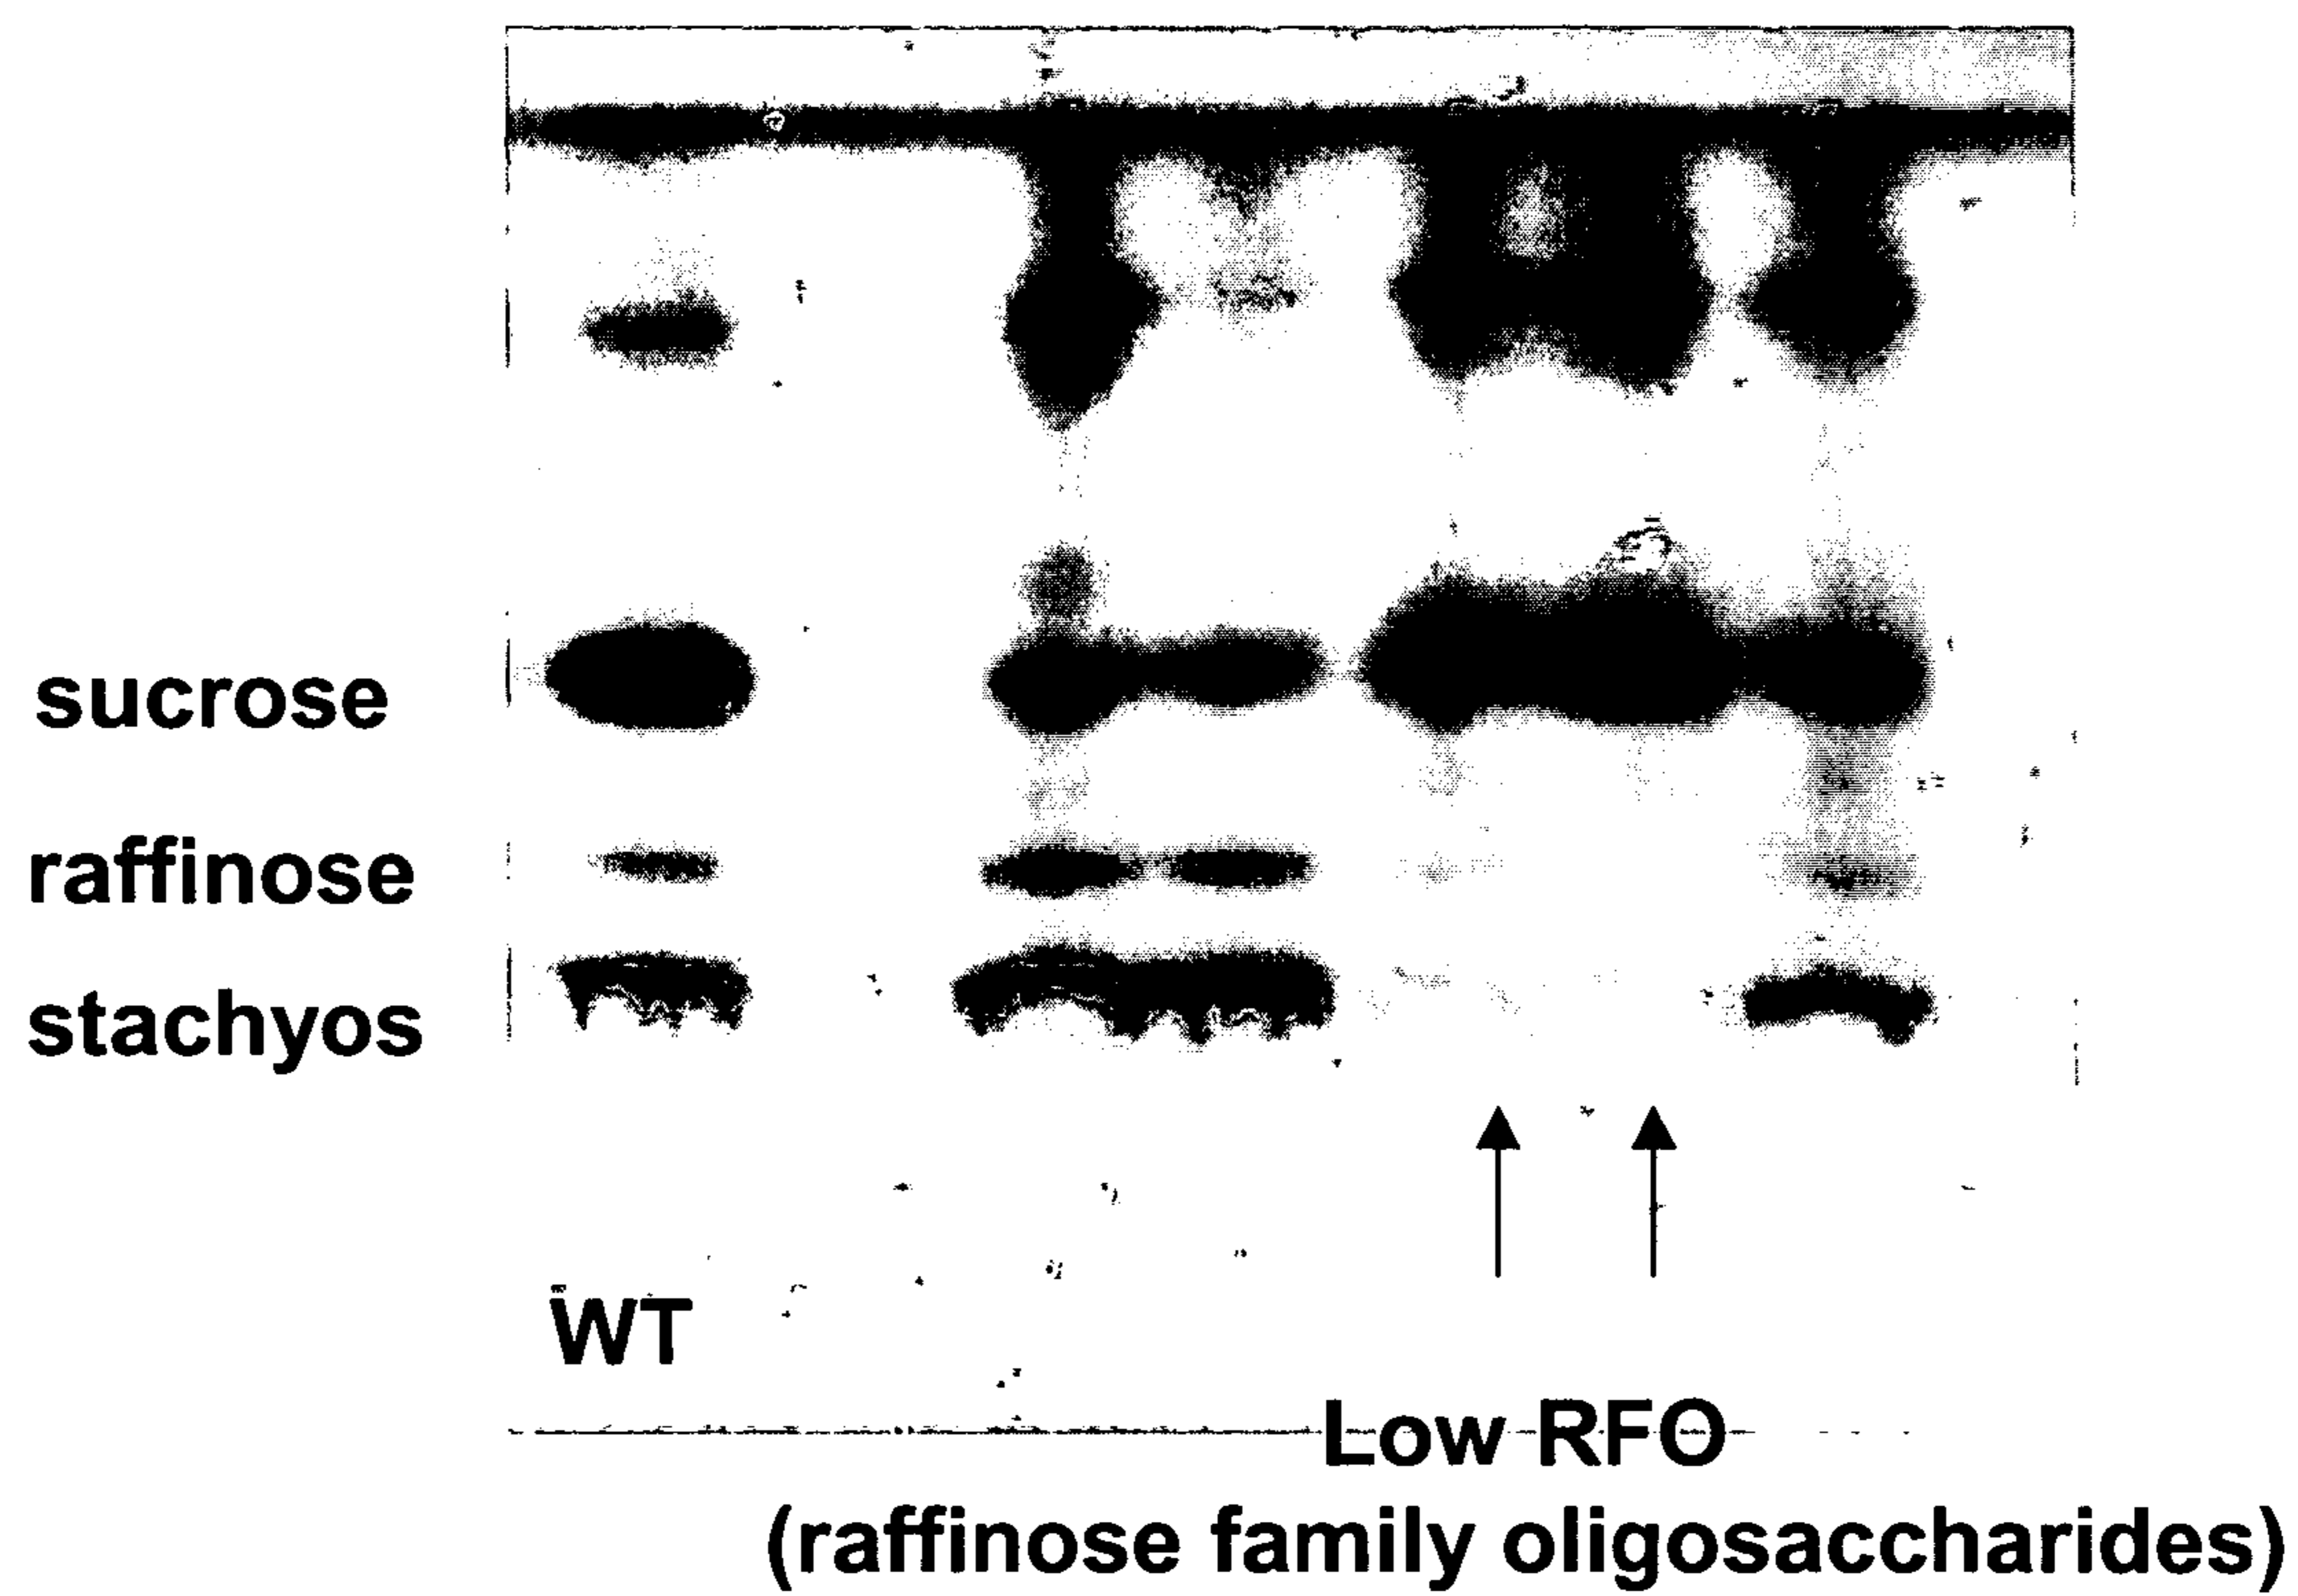 sucrose
raffinose
stachyos
WT
Low RFO
(raffinose family oligosaccharides)